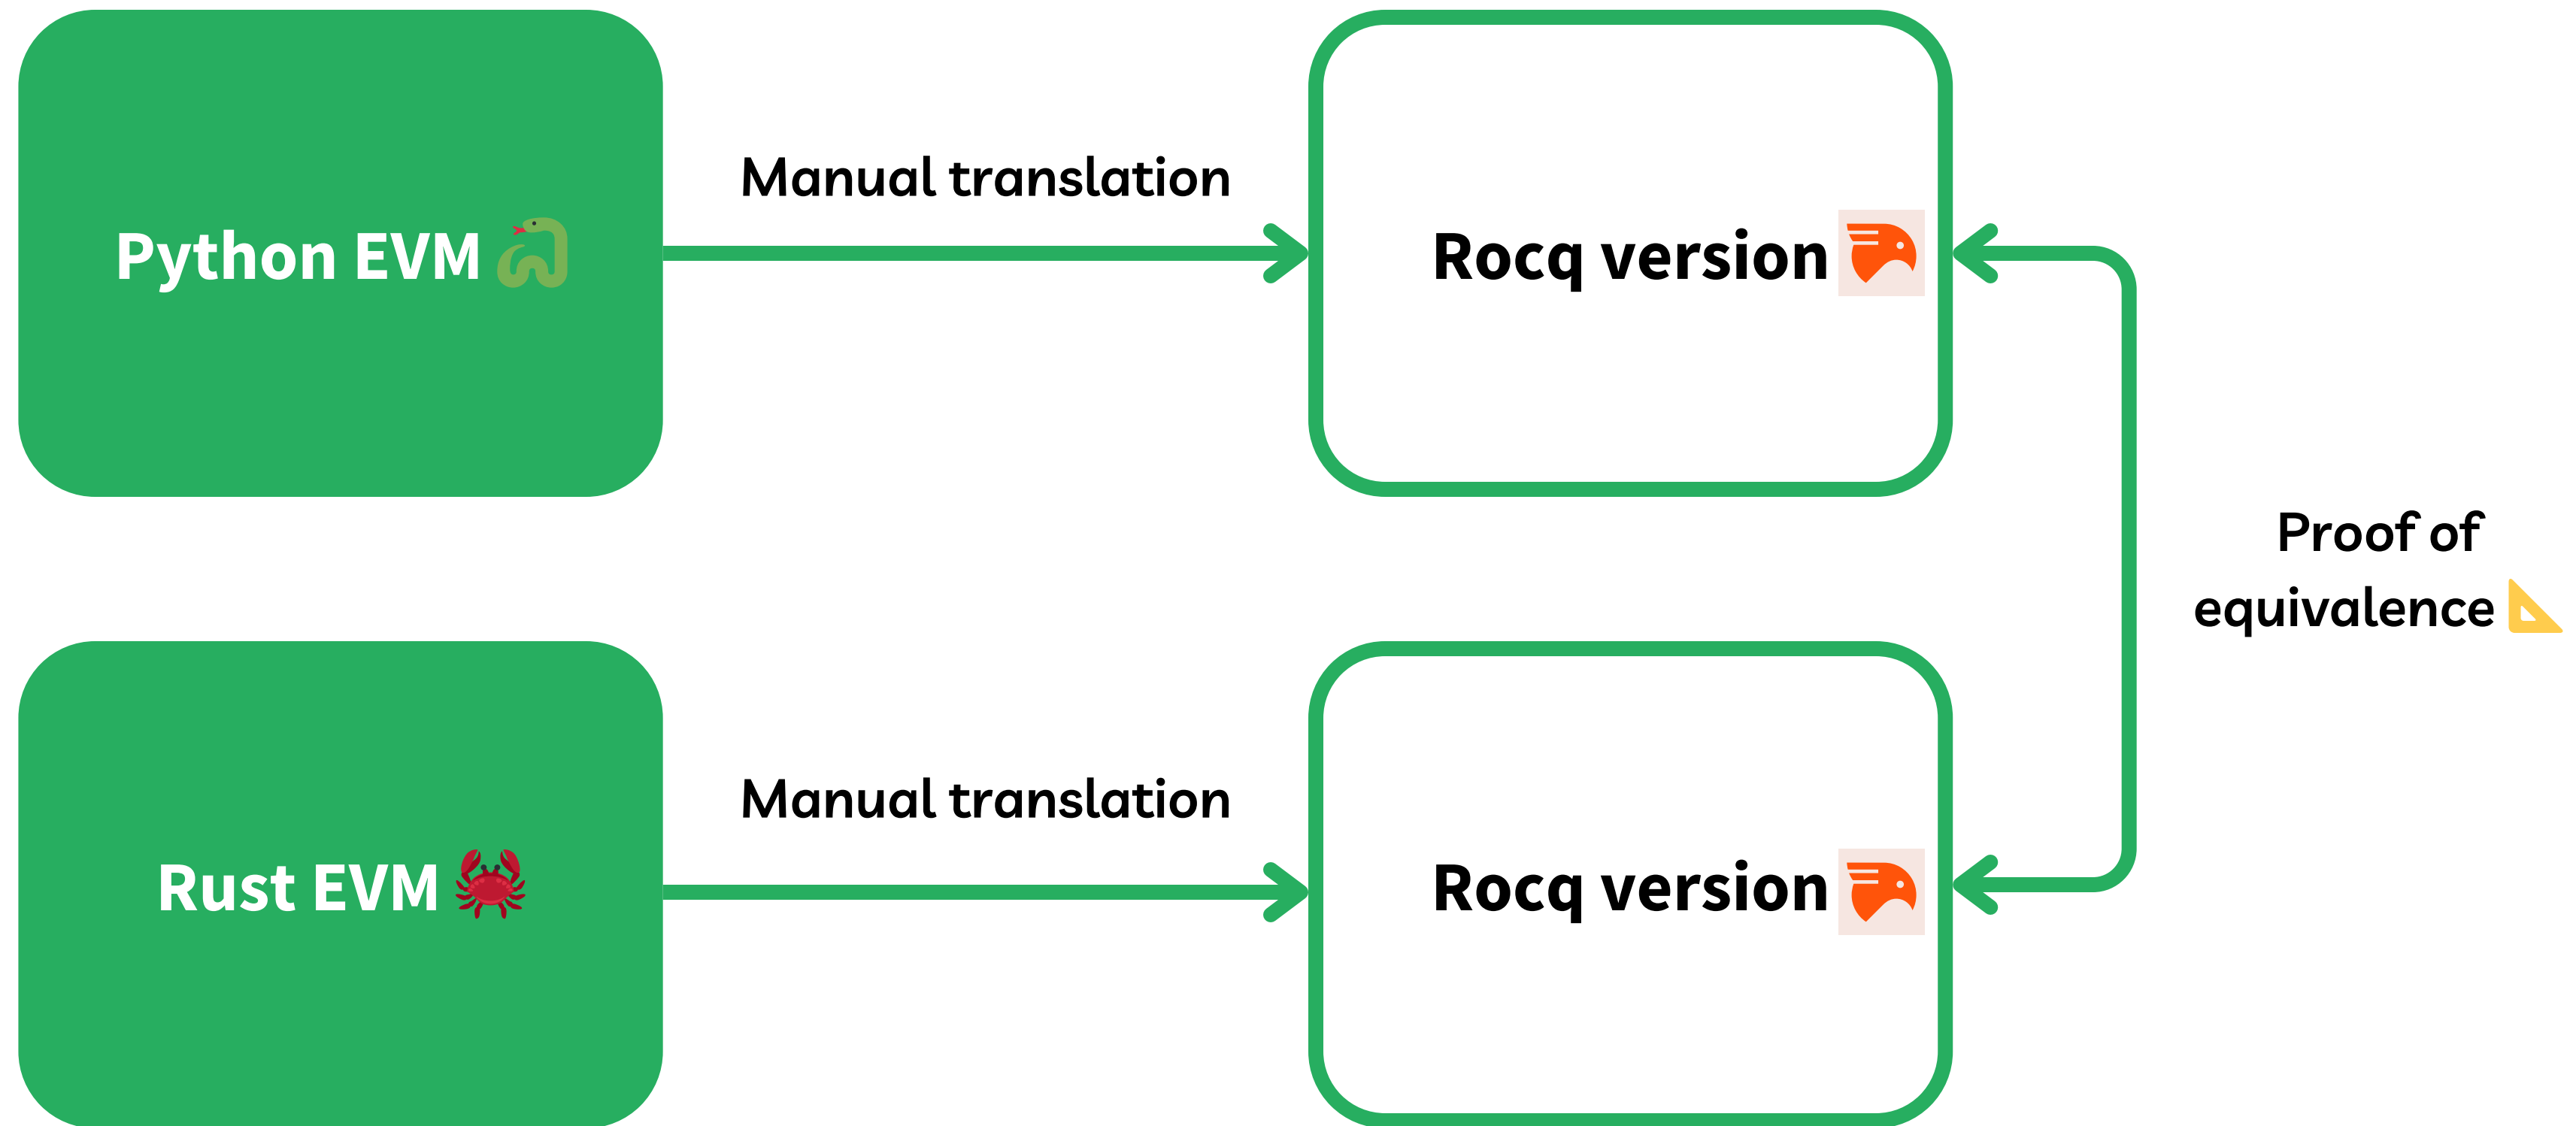 Python EVM 🐍
Manual translation
Rocq version
Rust EVM 🦀
Manual translation
Rocq version
Proof of
equivalence 📐